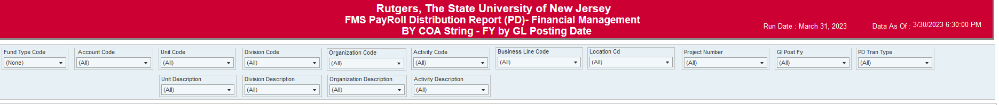 Rutgers, The State University of New Jersey
FMS PayRoll Distribution Report (PD)- Financial Management
BY COA String - FY by GL Posting Date
Run Date : March 31, 2023
Data As Of : 3/30/2023 6:30:00 PM
Fund Type Code
(None)
Account Code
(All)
Unit Code
(All)
Division Code
(All)
Organization Code
(All)
Activity Code
(All)
Business Line Code
(All)
Location Cd
(All)
Project Number
(All)
Gl Post Fy
(All)
PD Tran Type
(All)
Unit Description
(All)
Division Description
(All)
Organization Description
(All)
Activity Description
(All)